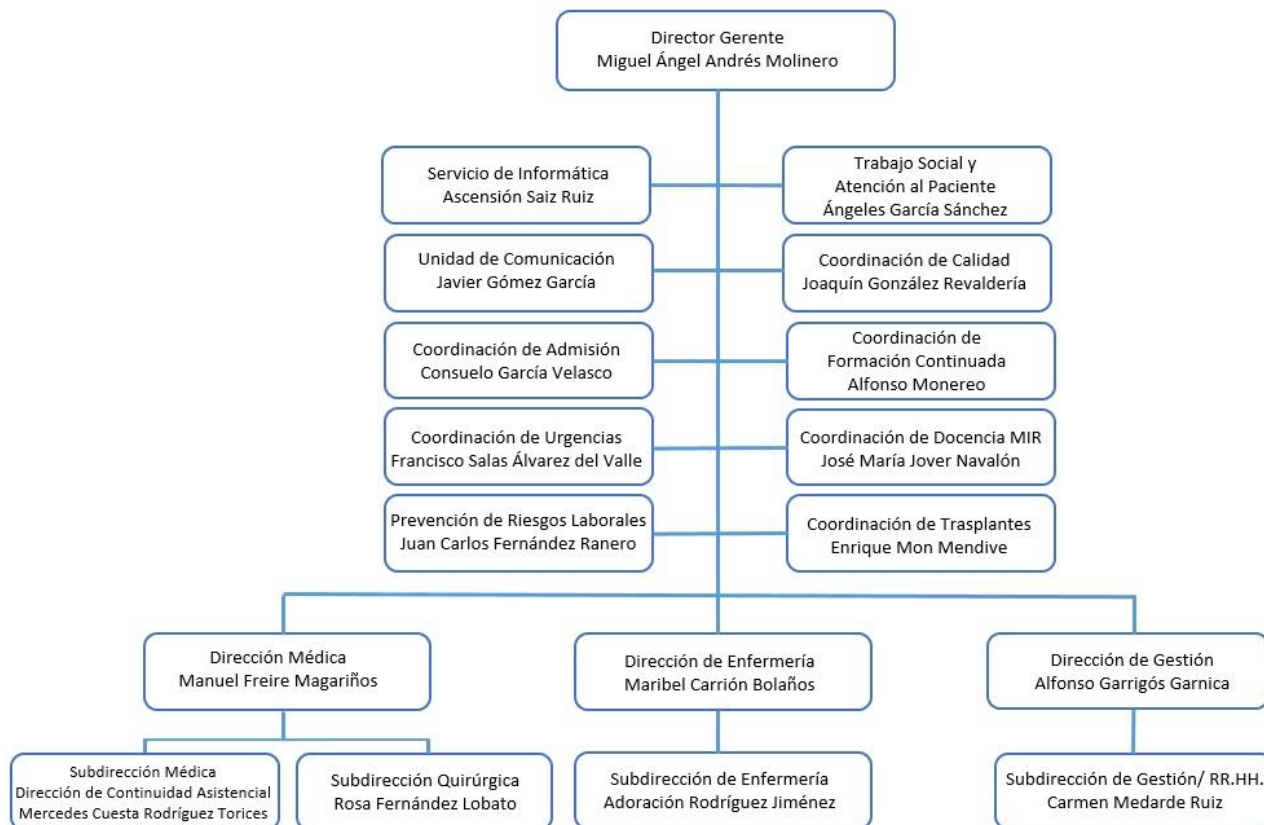 Director Gerente
Miguel Ángel Andrés Molinero
Servicio de Informática
Ascensión Saiz Ruiz
Trabajo Social y
Atención al Paciente
Ángeles García Sánchez
Unidad de Comunicación
Javier Gómez García
Coordinación de Calidad
Joaquín González Revaldería
Coordinación de Admisión
Consuelo García Velasco
Coordinación de
Formación Continuada
Alfonso Monereo
Coordinación de Urgencias
Francisco Salas Álvarez del Valle
Coordinación de Docencia MIR
José María Jover Navalón
Prevención de Riesgos Laborales
Juan Carlos Fernández Ranero
Coordinación de Trasplantes
Enrique Mon Mendive
Dirección Médica
Manuel Freire Magariños
Dirección de Enfermería
Maribel Carrión Bolaños
Dirección de Gestión
Alfonso Garrigós Garnica
Subdirección Médica
Dirección de Continuidad Asistencial
Mercedes Cuesta Rodríguez Torices
Subdirección Quirúrgica
Rosa Fernández Lobato
Subdirección de Enfermería
Adoración Rodríguez Jiménez
Subdirección de Gestión/ RR.HH.
Carmen Medarde Ruiz